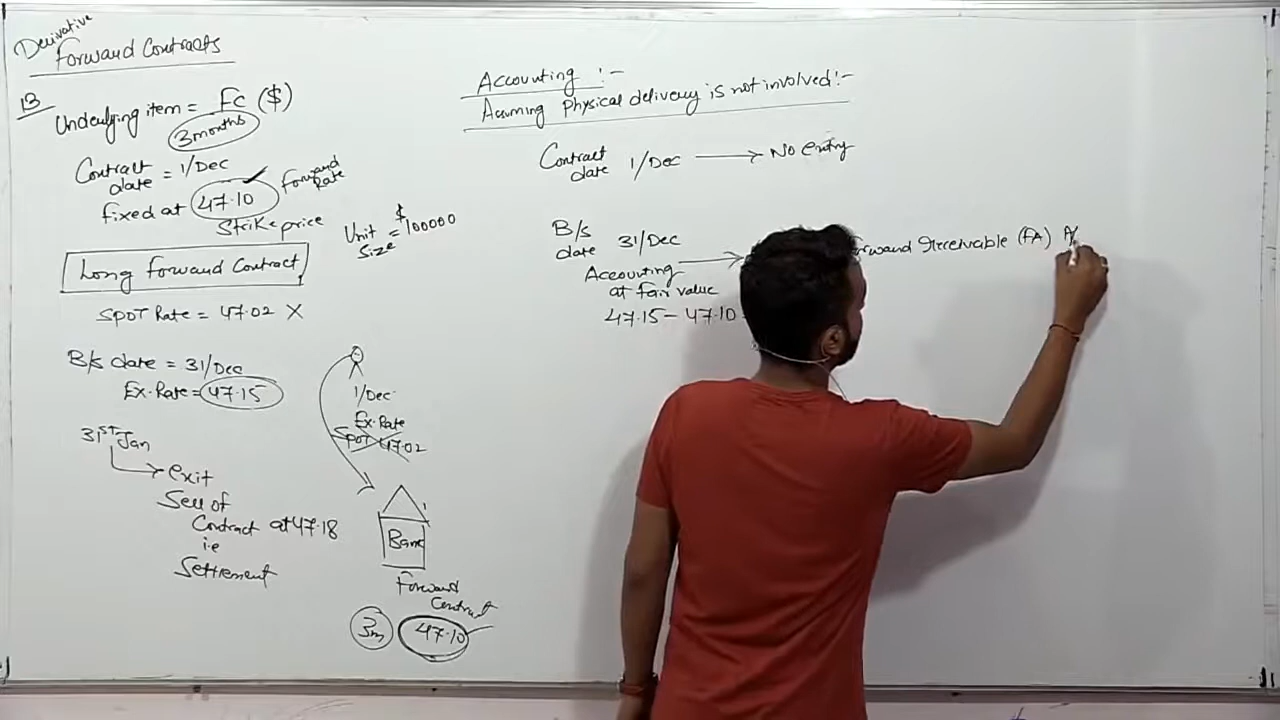 Derivative
Forward Contracts
13
Underlying item = FC ($)
3 months
Contract date = 1/Dec
fixed at 47.10 Forward Rate
Strike price
Unit Size = $100000
Long Forward Contract
SPOT Rate = 47.02 X
B/s date = 31/Dec
Ex. Rate = 47.15
31ST Jan
exit
Sell of
Contract at 47.18
i.e
Settlement
1/Dec
Ex. Rate
SPOT 47.02
Bank
Forward
Contract
3m 47.10
Accounting :-
Assuming Physical delivery is not involved:-
Contract date 1/Dec → No entry
B/s date 31/Dec
Accounting at fair value
47.15 - 47.10
Receivable (FA) A/